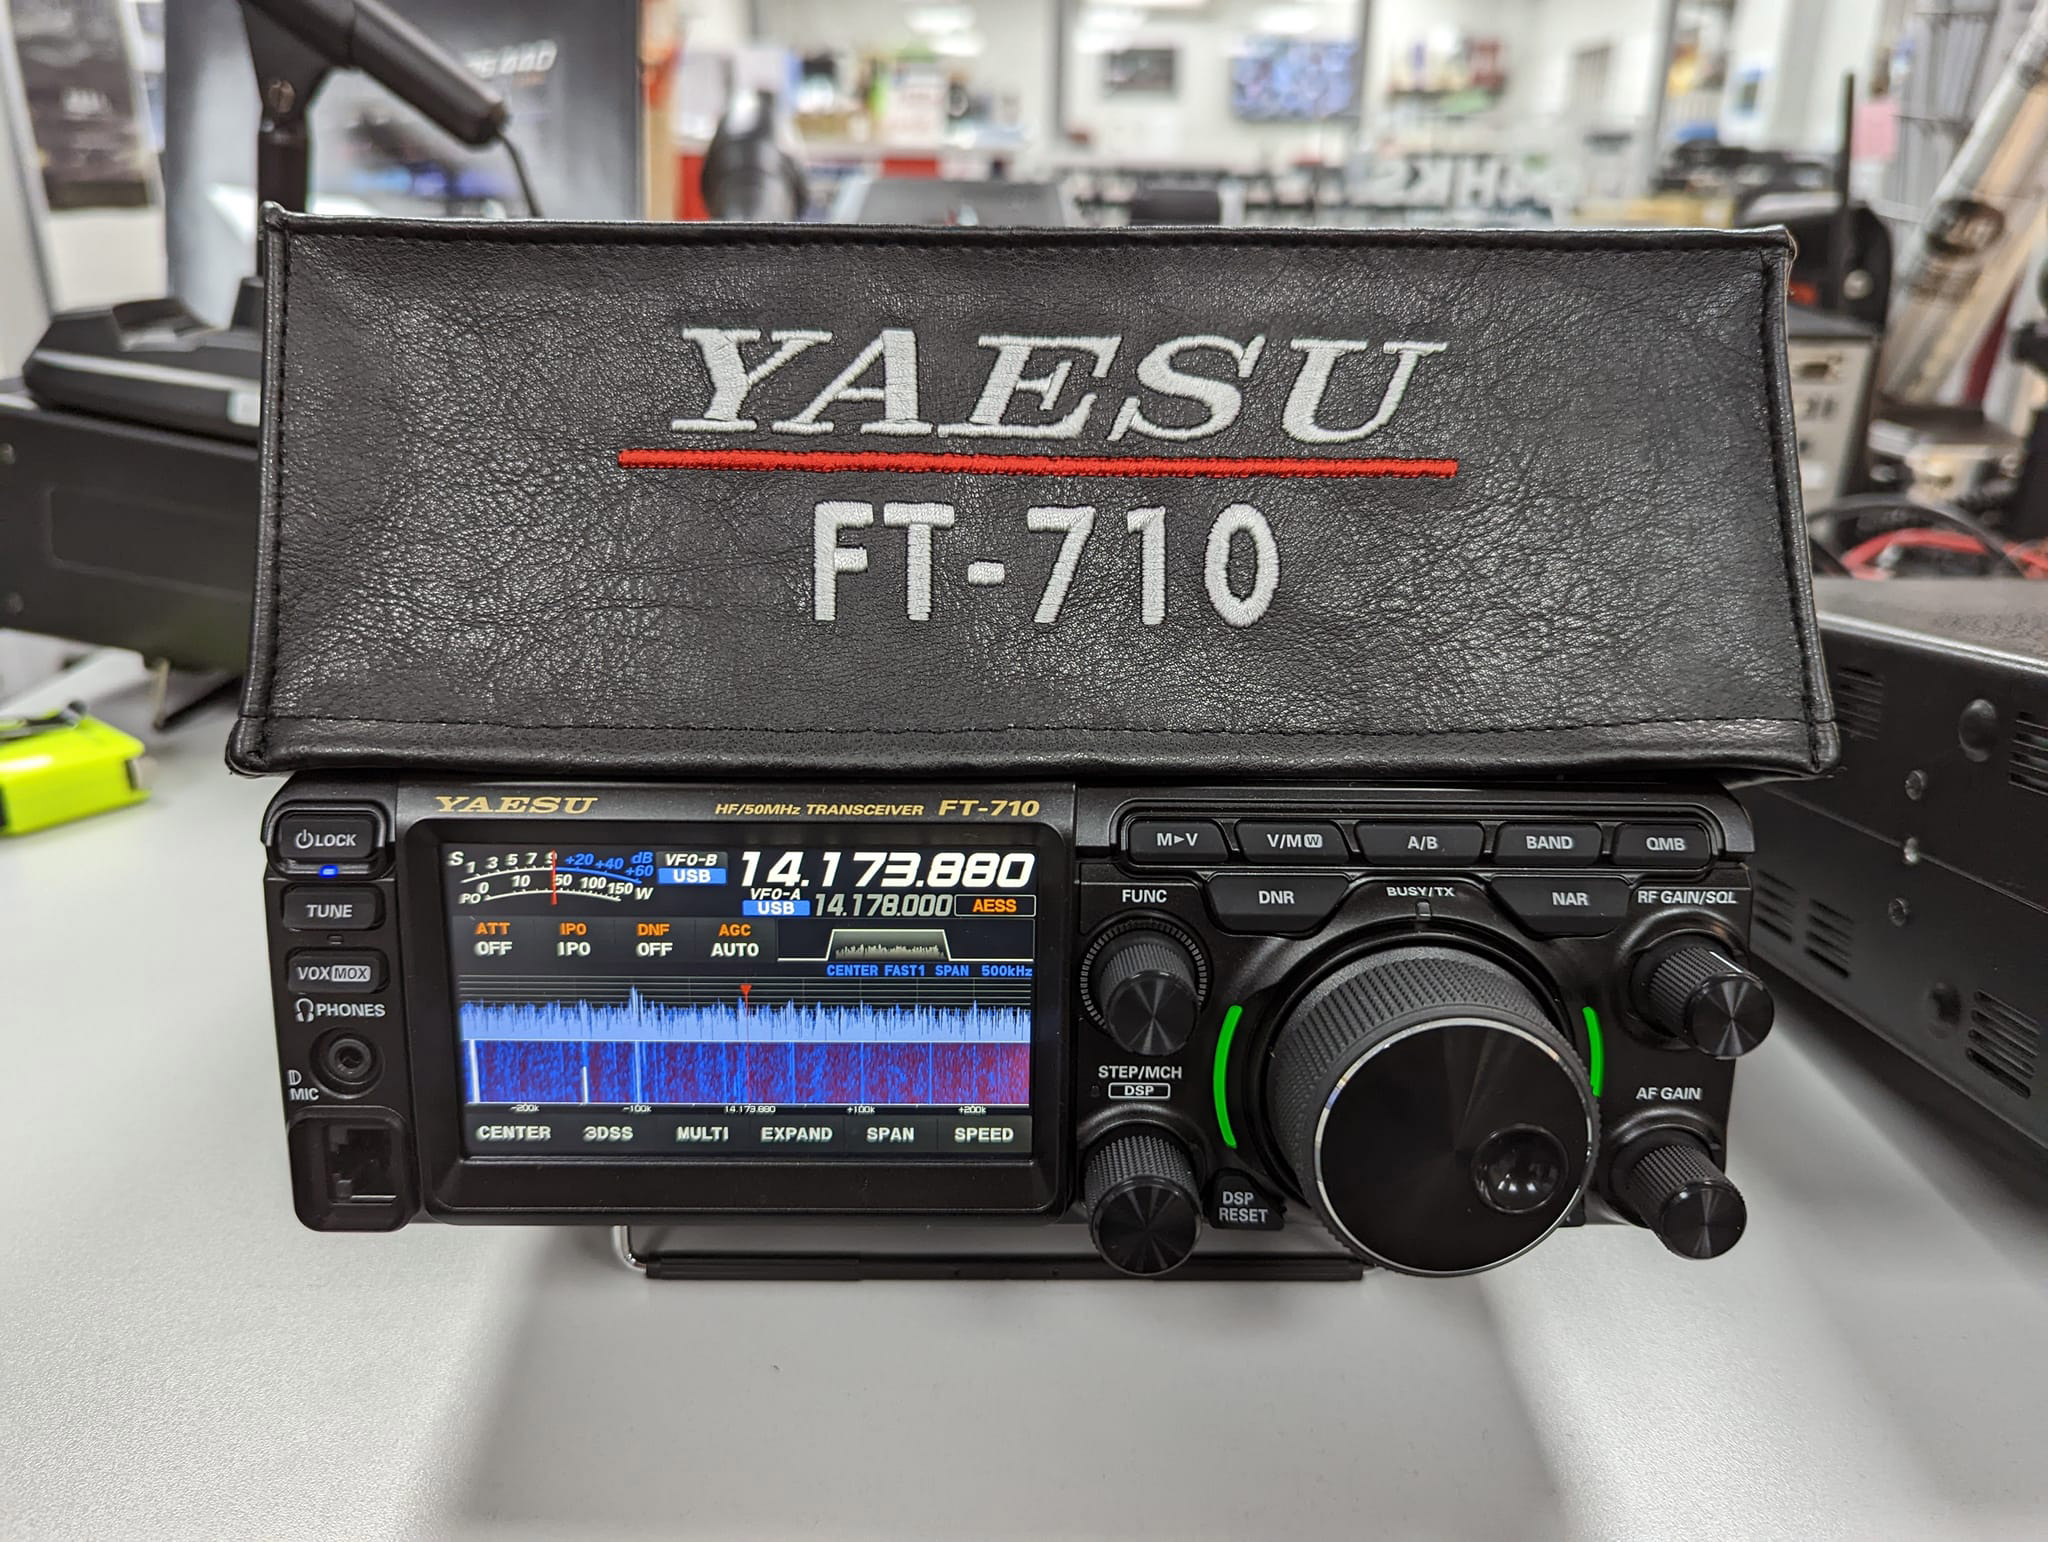 YAESU
FT-710
YAESU HF/50MHz TRANSCEIVER FT-710
LOCK
TUNE
VOX MOX
PHONES
MIC
S 1 3 5 7 9 +20 +40 +60 dB
PO 0 10 50 100 150 W
VFO-B
USB
14.173.880
VFO-A
USB
14.178.000
AESS
ATT IPO DNF AGC
OFF IPO OFF AUTO
CENTER FAST1 SPAN 500kHz
-200k -100k 14.173.880 +100k +200k
CENTER 3DSS MULTI EXPAND SPAN SPEED
M►V V/M W A/B BAND QMB
FUNC DNR BUSY/TX NAR RF GAIN/SQL
STEP/MCH
DSP
AF GAIN
DSP
RESET